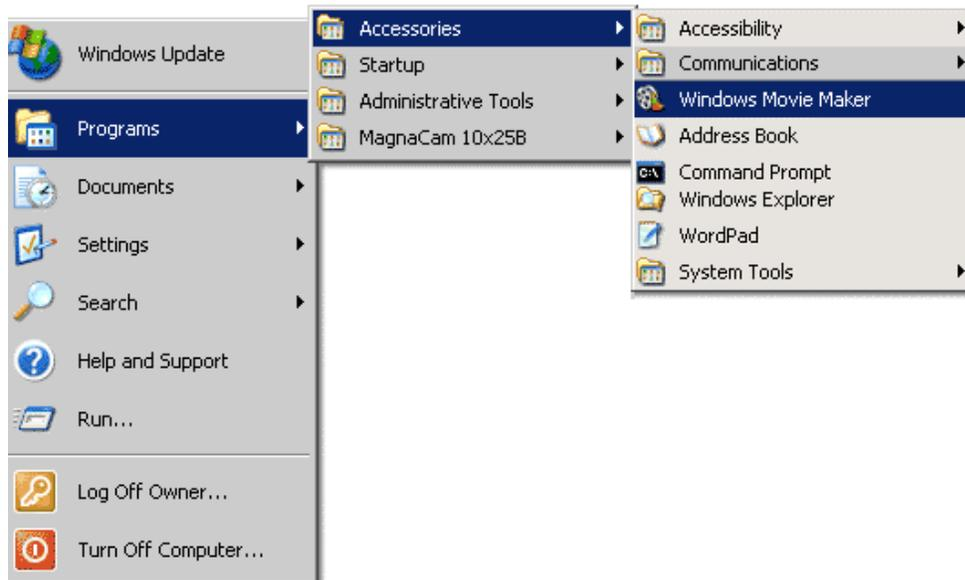 Windows Update
Programs
Documents
Settings
Search
Help and Support
Run...
Log Off Owner...
Turn Off Computer...
Accessories
Startup
Administrative Tools
MagnaCam 10x25B
Accessibility
Communications
Windows Movie Maker
Address Book
Command Prompt
Windows Explorer
WordPad
System Tools